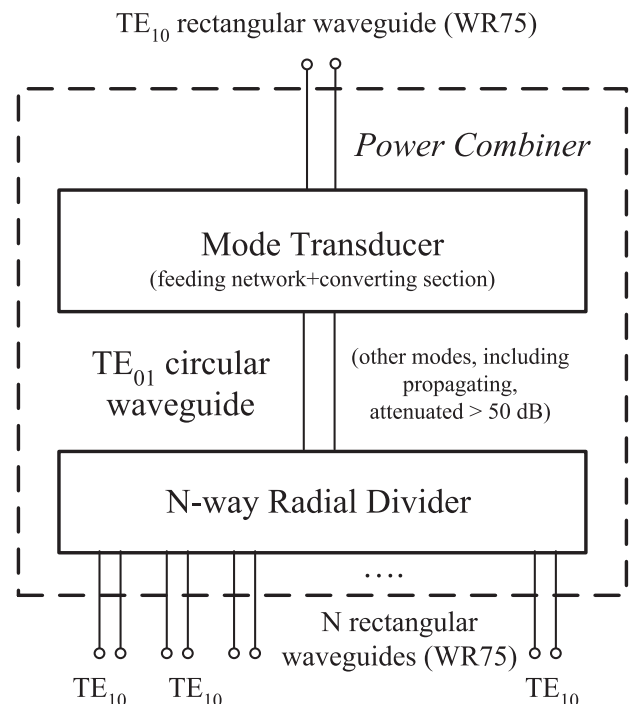 TE10 rectangular waveguide (WR75)
Power Combiner
Mode Transducer
(feeding network+converting section)
TE01 circular
waveguide
(other modes, including
propagating,
attenuated > 50 dB)
N-way Radial Divider
....
N rectangular
waveguides (WR75)
TE10
TE10
TE10